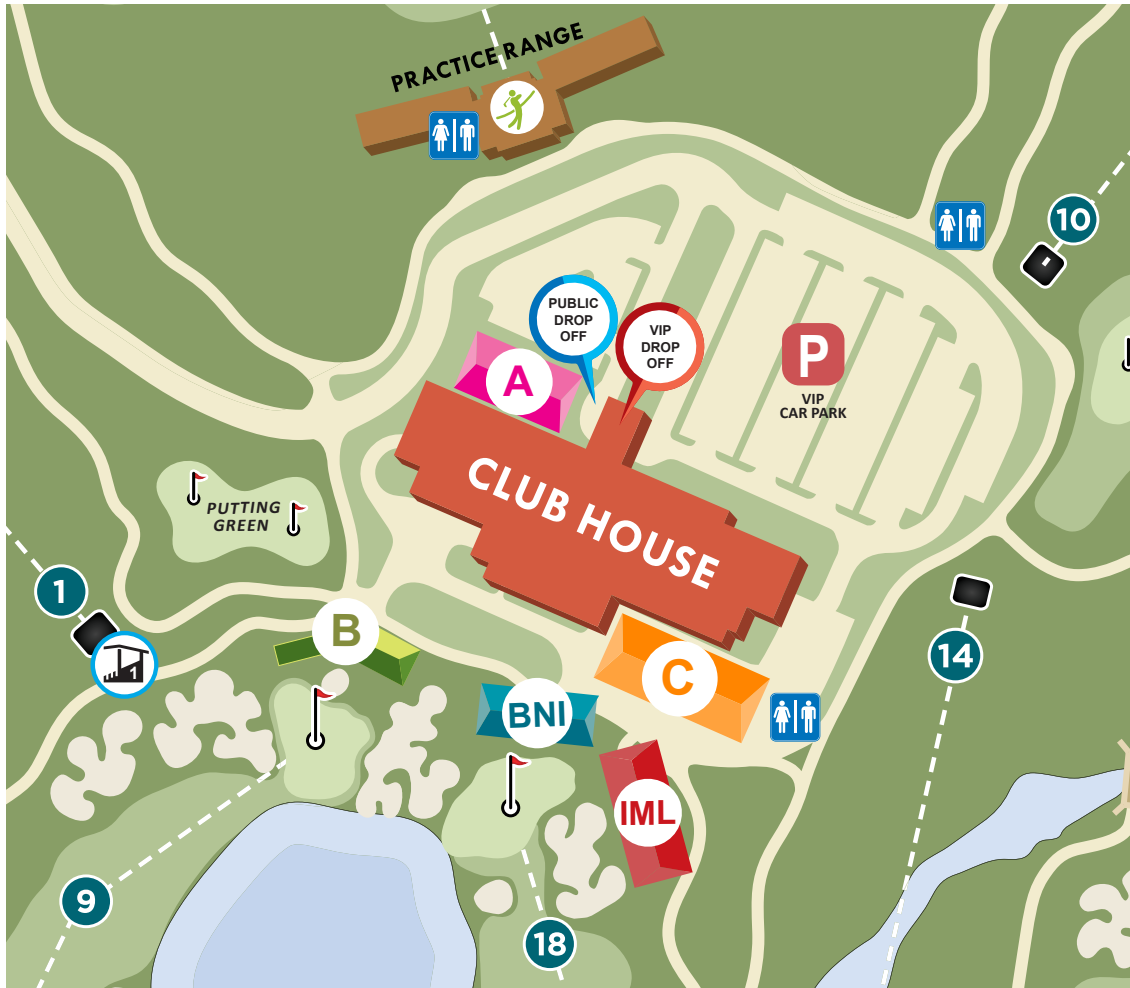 PRACTICE RANGE
10
PUBLIC
DROP
OFF
VIP
DROP
OFF
P
VIP
CAR PARK
A
CLUB HOUSE
PUTTING
GREEN
1
1
B
14
C
BNI
IML
9
18